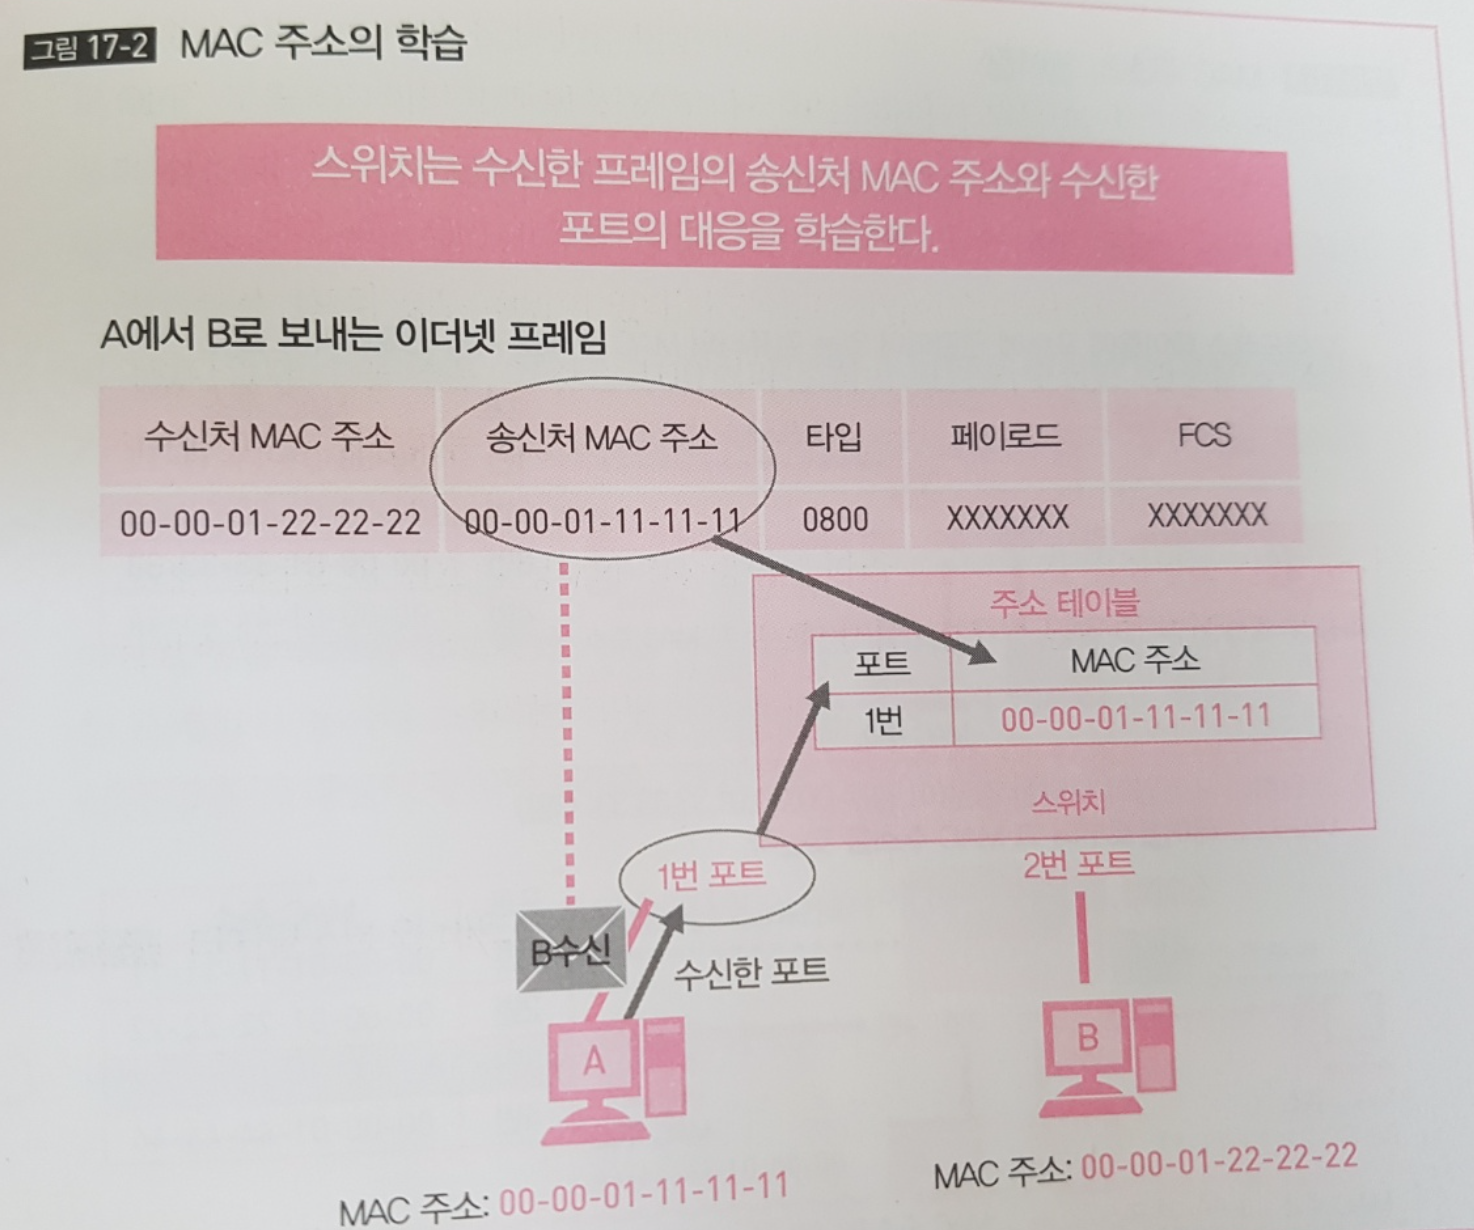 그림 17-2 MAC 주소의 학습
스위치는 수신한 프레임의 송신처 MAC 주소와 수신한
포트의 대응을 학습한다.
A에서 B로 보내는 이더넷 프레임
수신처 MAC 주소 송신처 MAC 주소 타입 페이로드 FCS
00-00-01-22-22-22 00-00-01-11-11-11 0800 XXXXXXX XXXXXXX
주소 테이블
포트 MAC 주소
1번 00-00-01-11-11-11
스위치
1번 포트
2번 포트
B수신
수신한 포트
A
B
MAC 주소: 00-00-01-11-11-11
MAC 주소: 00-00-01-22-22-22